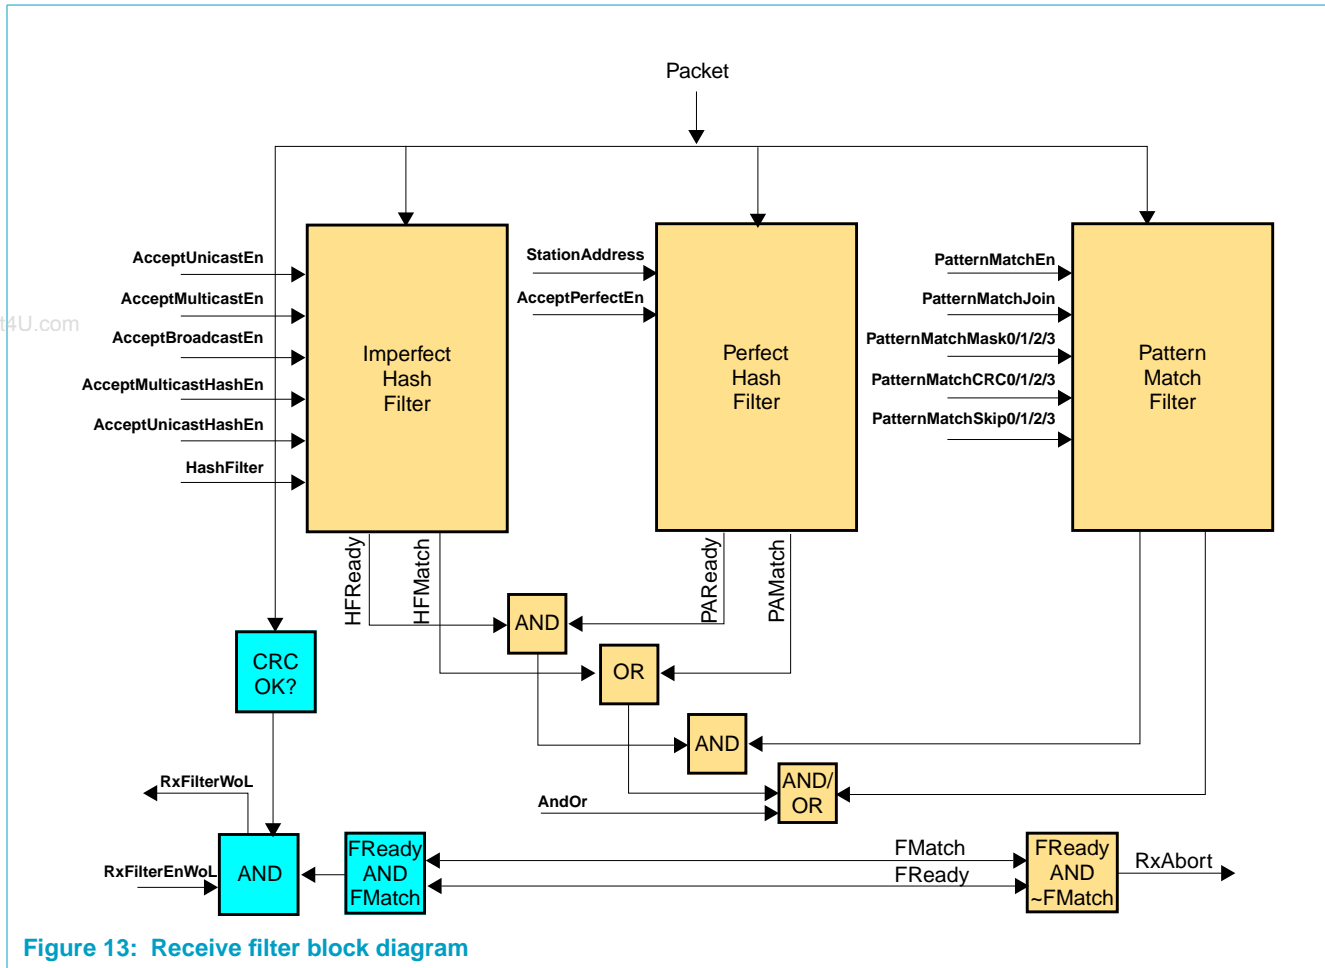 Packet
AcceptUnicastEn
AcceptMulticastEn
AcceptBroadcastEn
AcceptMulticastHashEn
AcceptUnicastHashEn
HashFilter
Imperfect
Hash
Filter
StationAddress
AcceptPerfectEn
Perfect
Hash
Filter
PatternMatchEn
PatternMatchJoin
PatternMatchMask0/1/2/3
PatternMatchCRC0/1/2/3
PatternMatchSkip0/1/2/3
Pattern
Match
Filter
t4U.com
HFReady
HFMatch
PAReady
PAMatch
AND
OR
CRC
OK?
AND
AND/
OR
AndOr
RxFilterWoL
RxFilterEnWoL
AND
FReady
AND
FMatch
FMatch
FReady
FReady
AND
~FMatch
RxAbort
Figure 13: Receive filter block diagram